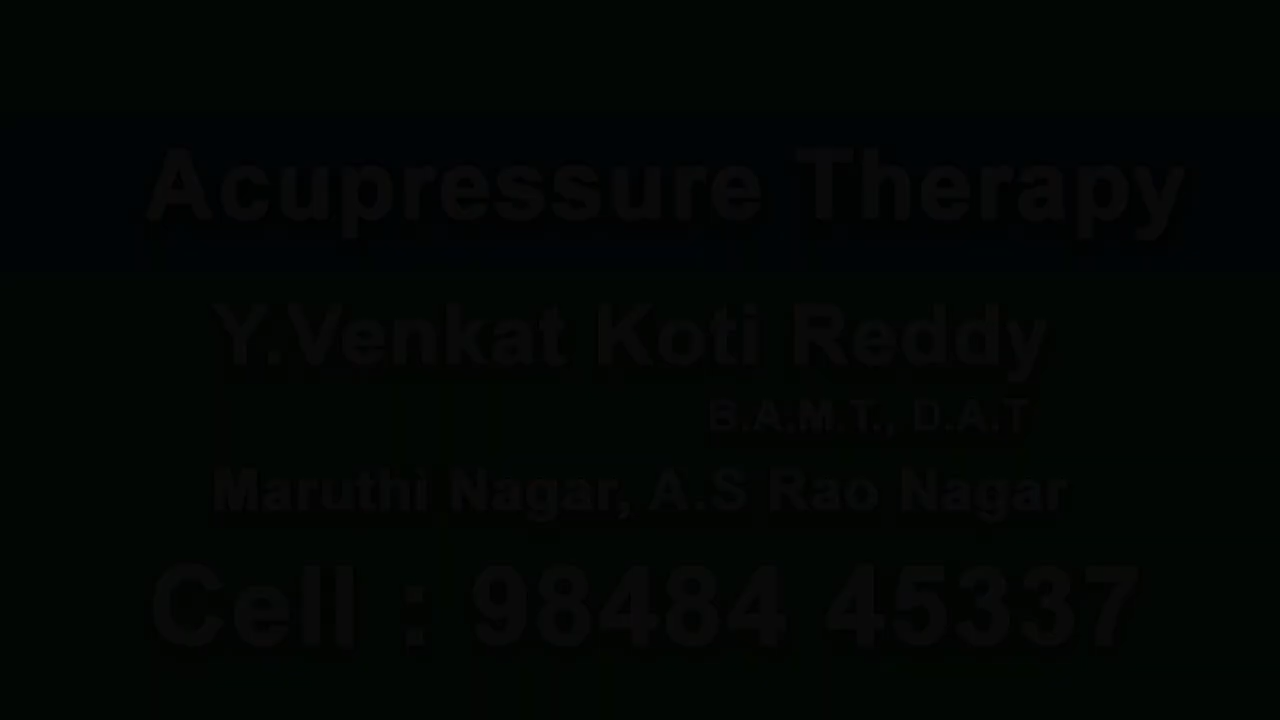 Acupressure Therapy
Y.Venkat Koti Reddy
B.A.M.T., D.A.T
Maruthi Nagar, A.S Rao Nagar
Cell : 98484 45337